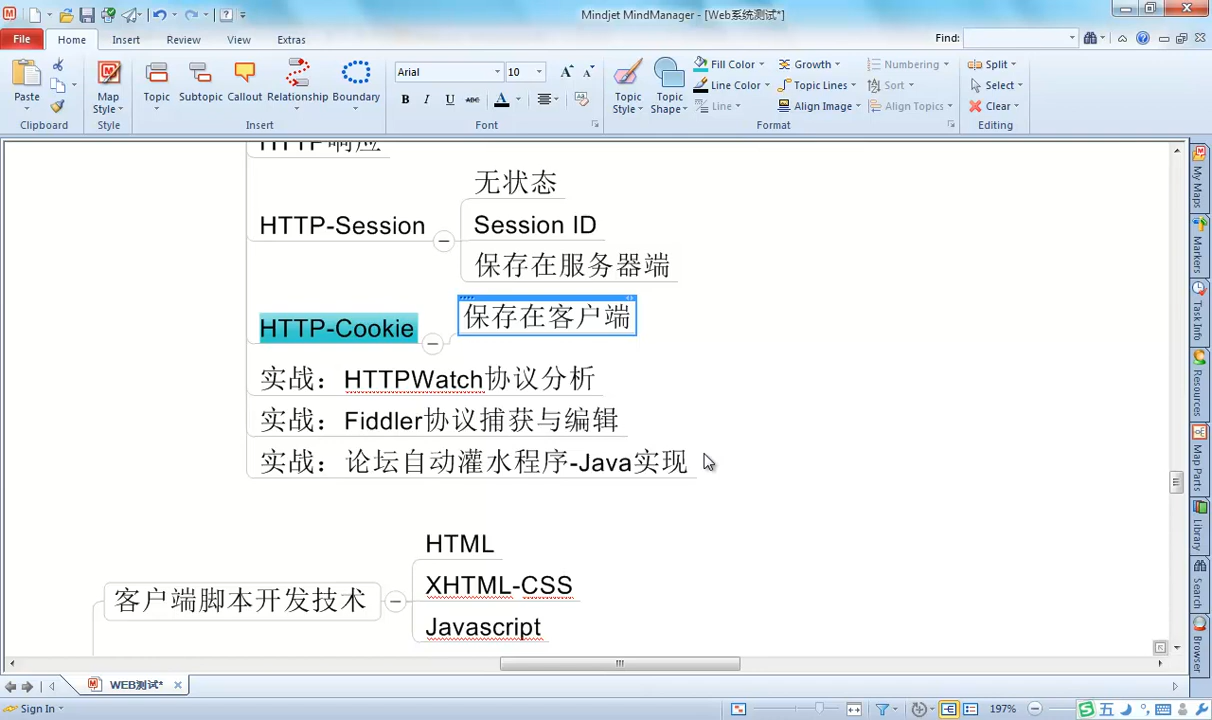 Mindjet MindManager - [Web系统测试*]
File Home Insert Review View Extras
Find:
Paste Map Style Topic Subtopic Callout Relationship Boundary
Arial 10
Topic Style Topic Shape
Fill Color Growth Numbering
Line Color Topic Lines Sort
Line Align Image Align Topics
Split
Select
Clear
Clipboard Style Insert Font Format Editing
HTTP响应
无状态
HTTP-Session
Session ID
保存在服务器端
HTTP-Cookie
保存在客户端
实战：HTTPWatch协议分析
实战：Fiddler协议捕获与编辑
实战：论坛自动灌水程序-Java实现
HTML
客户端脚本开发技术
XHTML-CSS
Javascript
My Maps
Markers
Task Info
Resources
Map Parts
Library
Search
Browser
WEB测试*
Sign In
197%
五